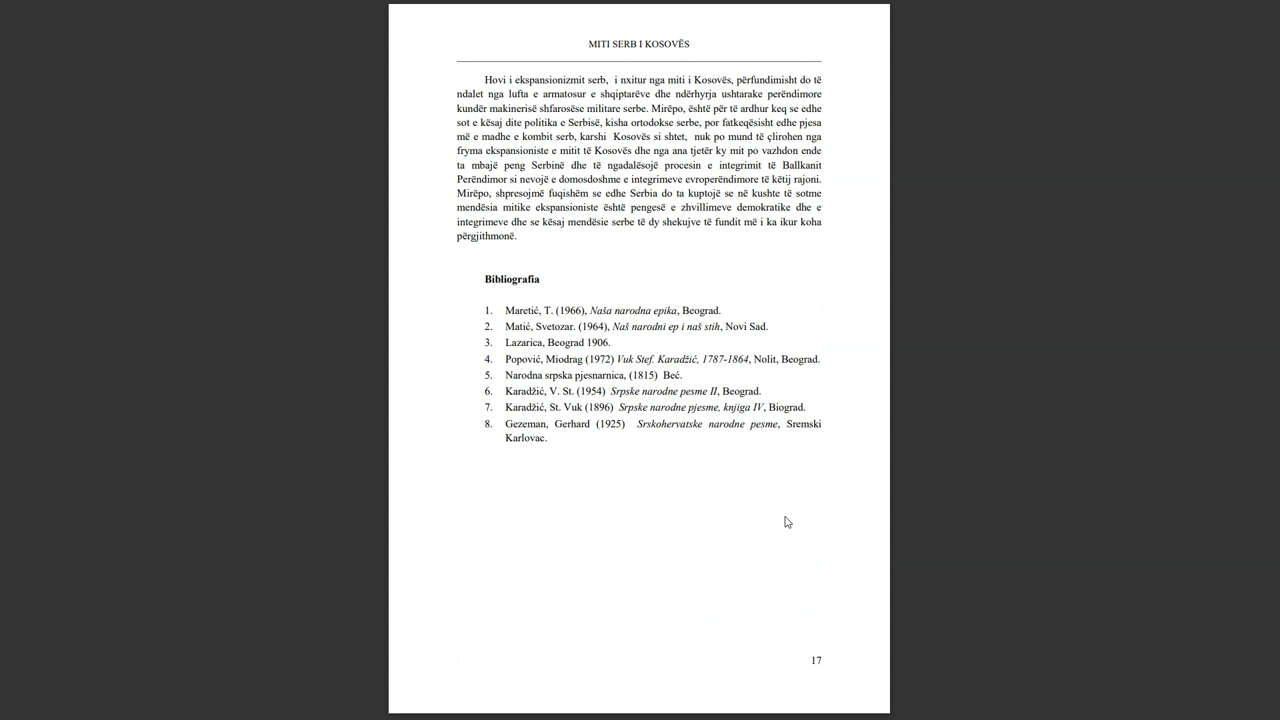 MITI SERB I KOSOVËS
Hovi i ekspansionizmit serb, i nxitur nga miti i Kosovës, përfundimisht do të
ndalet nga lufta e armatosur e shqiptarëve dhe ndërhyrja ushtarake perëndimore
kundër makinerisë shfarosëse militare serbe. Mirëpo, është për të ardhur keq se edhe
sot e kësaj dite politika e Serbisë, kisha ortodokse serbe, por fatkeqësisht edhe pjesa
më e madhe e kombit serb, karshi Kosovës si shtet, nuk po mund të çlirohen nga
fryma ekspansioniste e mitit të Kosovës dhe nga ana tjetër ky mit po vazhdon ende
ta mbajë peng Serbinë dhe të ngadalësojë procesin e integrimit të Ballkanit
Perëndimor si nevojë e domosdoshme e integrimeve evroperëndimore të këtij rajoni.
Mirëpo, shpresojmë fuqishëm se edhe Serbia do ta kuptojë se në kushte të sotme
mendësia mitike ekspansioniste është pengesë e zhvillimeve demokratike dhe e
integrimeve dhe se kësaj mendësie serbe të dy shekujve të fundit më i ka ikur koha
përgjithmonë.
Bibliografia
1. Maretić, T. (1966), Naša narodna epika, Beograd.
2. Matić, Svetozar. (1964), Naš narodni ep i naš stih, Novi Sad.
3. Lazarica, Beograd 1906.
4. Popović, Miodrag (1972) Vuk Stef. Karadžić, 1787-1864, Nolit, Beograd.
5. Narodna srpska pjesnarnica, (1815) Beć.
6. Karadžić, V. St. (1954) Srpske narodne pesme II, Beograd.
7. Karadžić, St. Vuk (1896) Srpske narodne pjesme, knjiga IV, Biograd.
8. Gezeman, Gerhard (1925) Srskohervatske narodne pesme, Sremski
Karlovac.
17